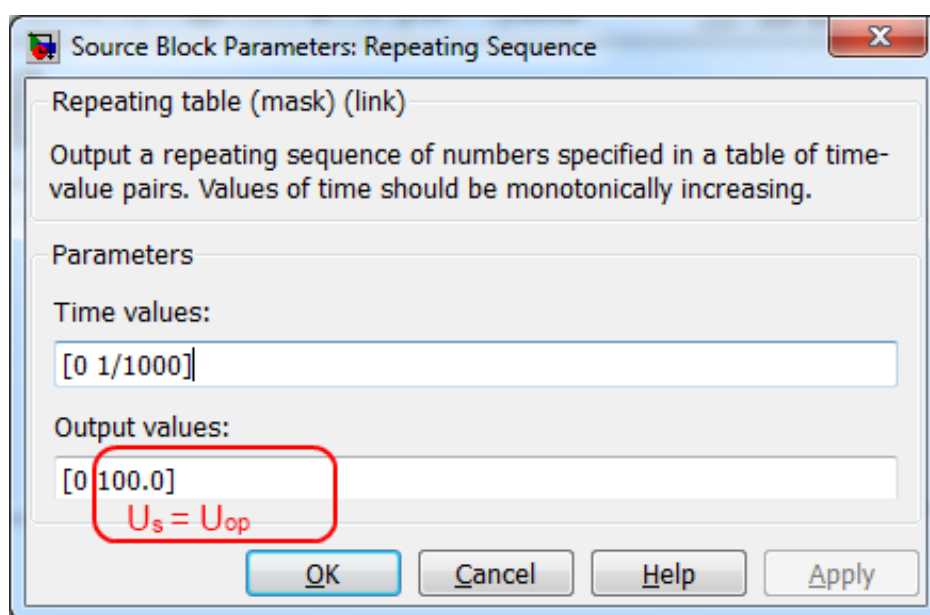 Source Block Parameters: Repeating Sequence
Repeating table (mask) (link)
Output a repeating sequence of numbers specified in a table of time-
value pairs. Values of time should be monotonically increasing.
Parameters
Time values:
[0 1/1000]
Output values:
[0 100.0]
Us = Uop
OK Cancel Help Apply